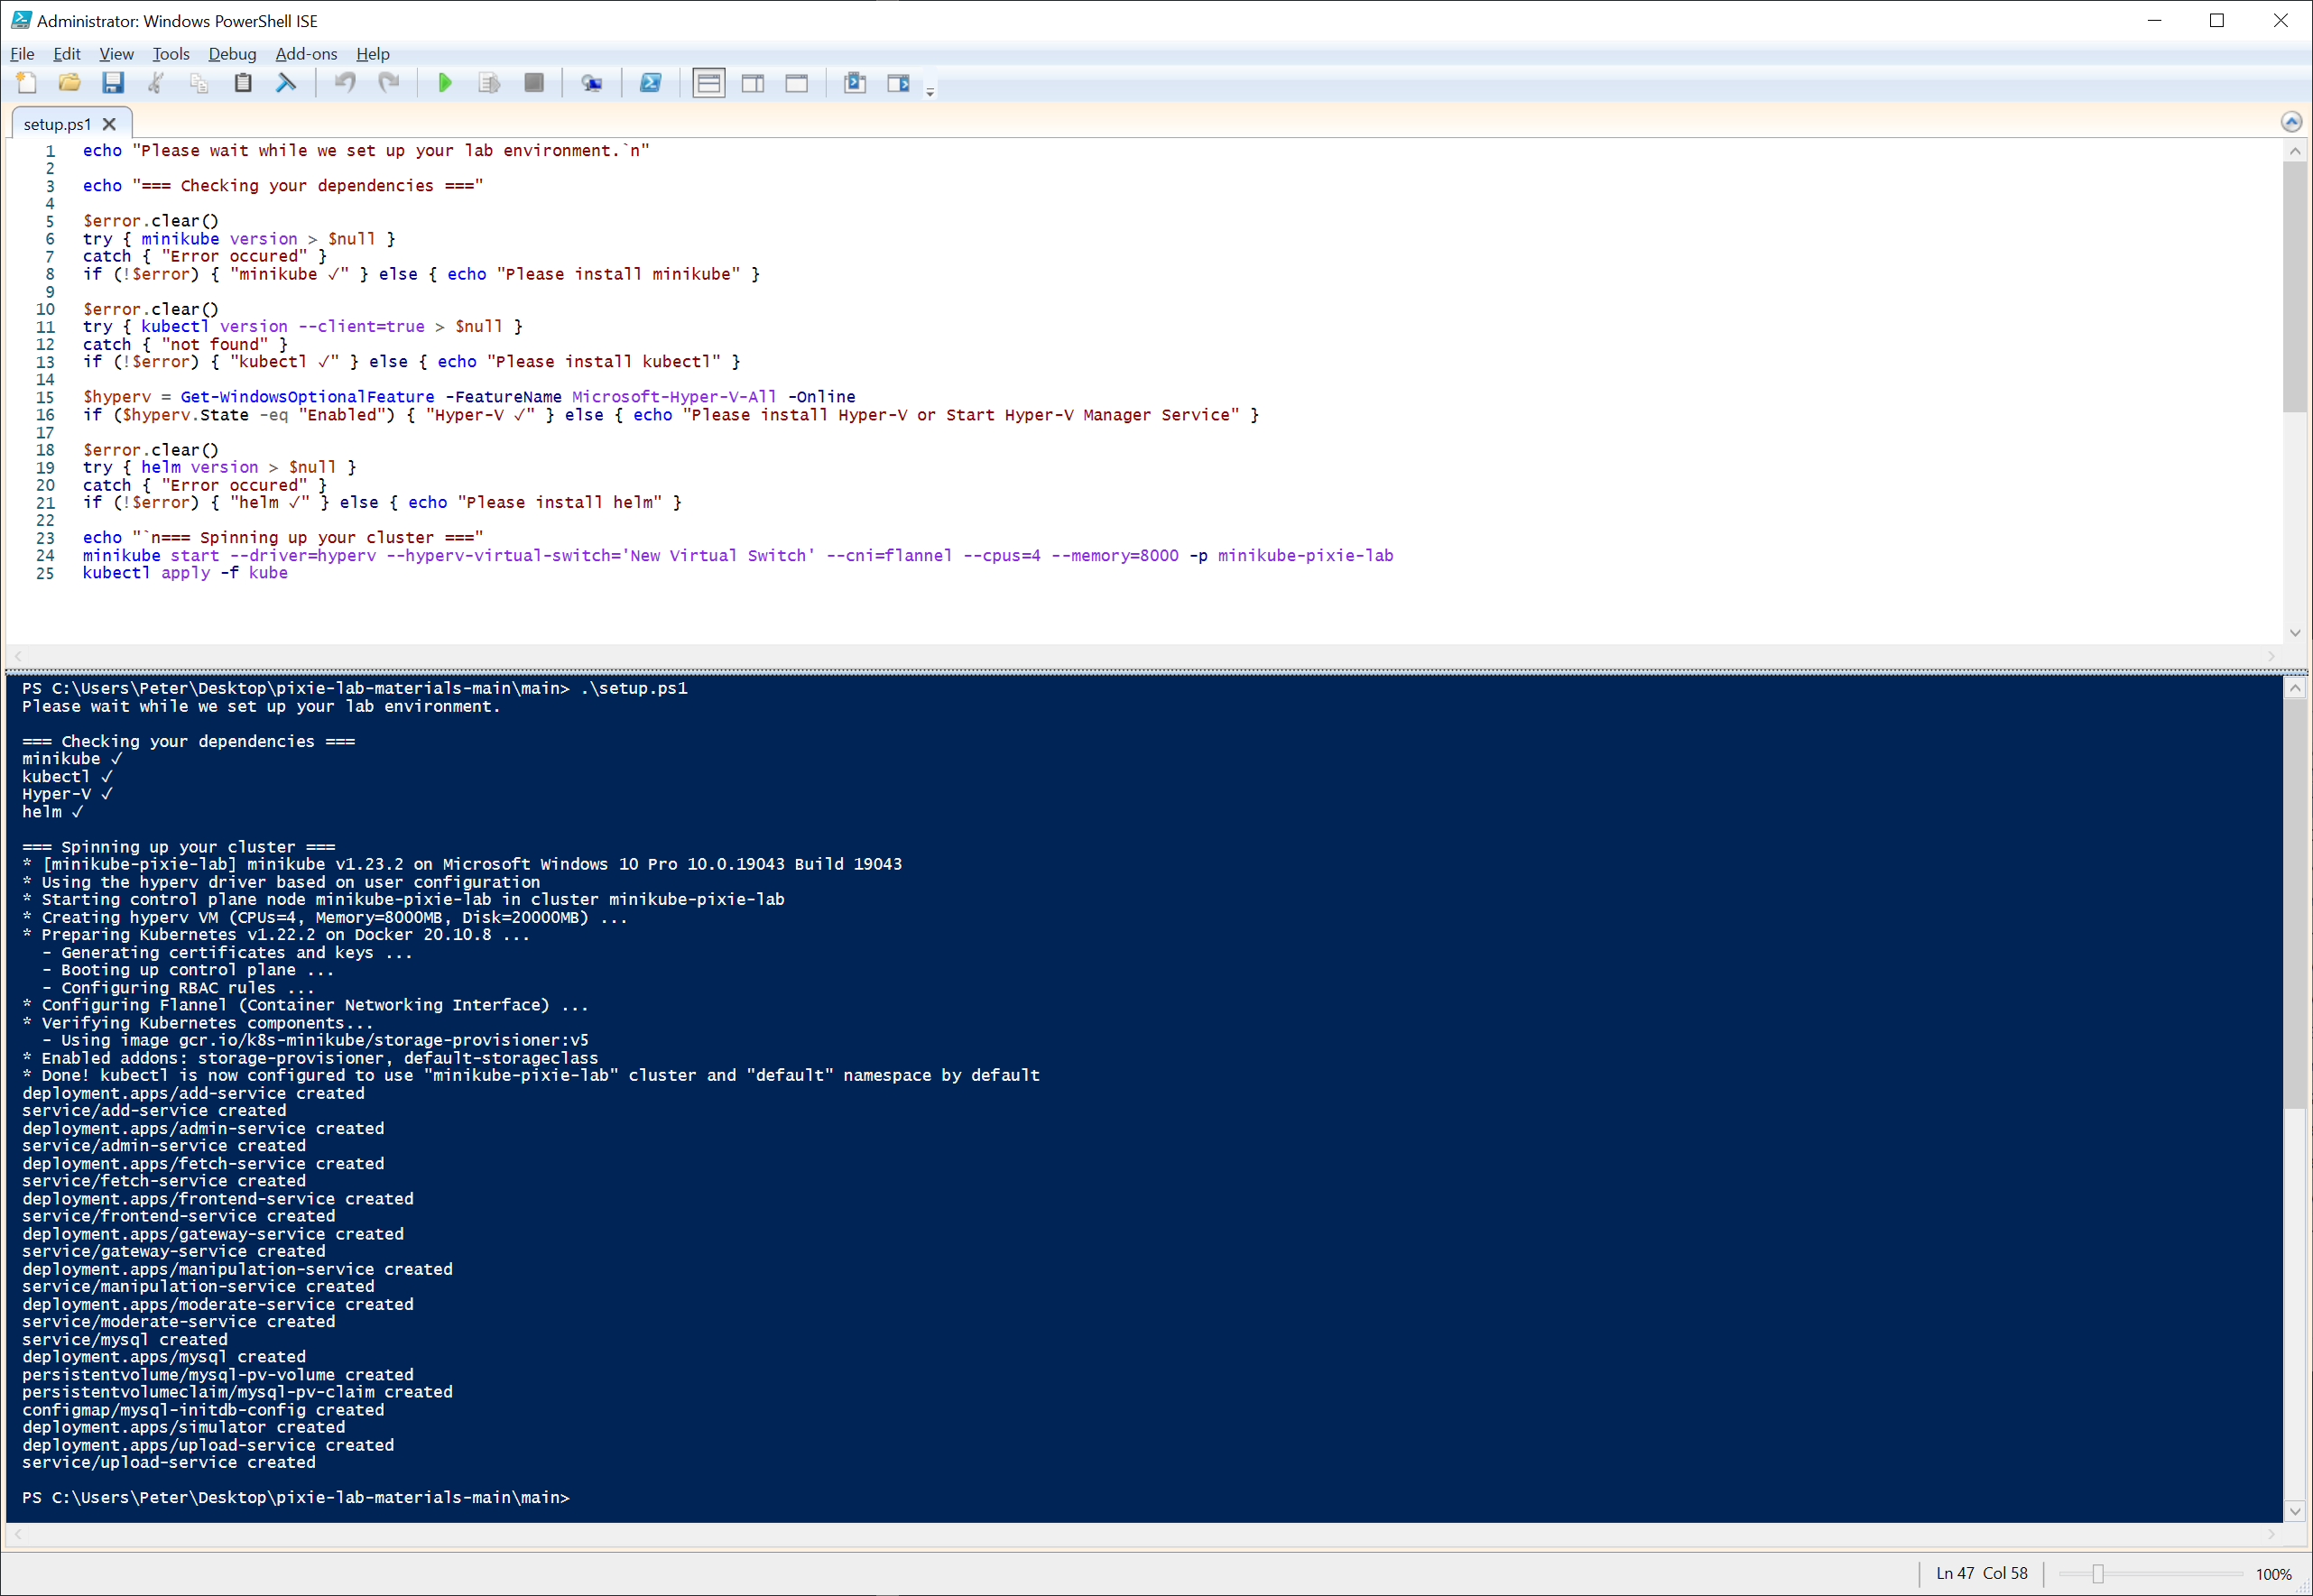 Administrator: Windows PowerShell ISE
File Edit View Tools Debug Add-ons Help
setup.ps1
1 echo "Please wait while we set up your lab environment.`n"
2
3 echo "=== Checking your dependencies ==="
4
5 $error.clear()
6 try { minikube version > $null }
7 catch { "Error occured" }
8 if (!$error) { "minikube ✓" } else { echo "Please install minikube" }
9
10 $error.clear()
11 try { kubectl version --client=true > $null }
12 catch { "not found" }
13 if (!$error) { "kubectl ✓" } else { echo "Please install kubectl" }
14
15 $hyperv = Get-WindowsOptionalFeature -FeatureName Microsoft-Hyper-V-All -Online
16 if ($hyperv.State -eq "Enabled") { "Hyper-V ✓" } else { echo "Please install Hyper-V or Start Hyper-V Manager Service" }
17
18 $error.clear()
19 try { helm version > $null }
20 catch { "Error occured" }
21 if (!$error) { "helm ✓" } else { echo "Please install helm" }
22
23 echo "`n=== Spinning up your cluster ==="
24 minikube start --driver=hyperv --hyperv-virtual-switch='New Virtual Switch' --cni=flannel --cpus=4 --memory=8000 -p minikube-pixie-lab
25 kubectl apply -f kube
PS C:\Users\Peter\Desktop\pixie-lab-materials-main\main> .\setup.ps1
Please wait while we set up your lab environment.
=== Checking your dependencies ===
minikube ✓
kubectl ✓
Hyper-V ✓
helm ✓
=== Spinning up your cluster ===
* [minikube-pixie-lab] minikube v1.23.2 on Microsoft Windows 10 Pro 10.0.19043 Build 19043
* Using the hyperv driver based on user configuration
* Starting control plane node minikube-pixie-lab in cluster minikube-pixie-lab
* Creating hyperv VM (CPUs=4, Memory=8000MB, Disk=20000MB) ...
* Preparing Kubernetes v1.22.2 on Docker 20.10.8 ...
  - Generating certificates and keys ...
  - Booting up control plane ...
  - Configuring RBAC rules ...
* Configuring Flannel (Container Networking Interface) ...
* Verifying Kubernetes components...
  - Using image gcr.io/k8s-minikube/storage-provisioner:v5
* Enabled addons: storage-provisioner, default-storageclass
* Done! kubectl is now configured to use "minikube-pixie-lab" cluster and "default" namespace by default
deployment.apps/add-service created
service/add-service created
deployment.apps/admin-service created
service/admin-service created
deployment.apps/fetch-service created
service/fetch-service created
deployment.apps/frontend-service created
service/frontend-service created
deployment.apps/gateway-service created
service/gateway-service created
deployment.apps/manipulation-service created
service/manipulation-service created
deployment.apps/moderate-service created
service/moderate-service created
service/mysql created
deployment.apps/mysql created
persistentvolume/mysql-pv-volume created
persistentvolumeclaim/mysql-pv-claim created
configmap/mysql-initdb-config created
deployment.apps/simulator created
deployment.apps/upload-service created
service/upload-service created
PS C:\Users\Peter\Desktop\pixie-lab-materials-main\main>
Ln 47 Col 58 100%